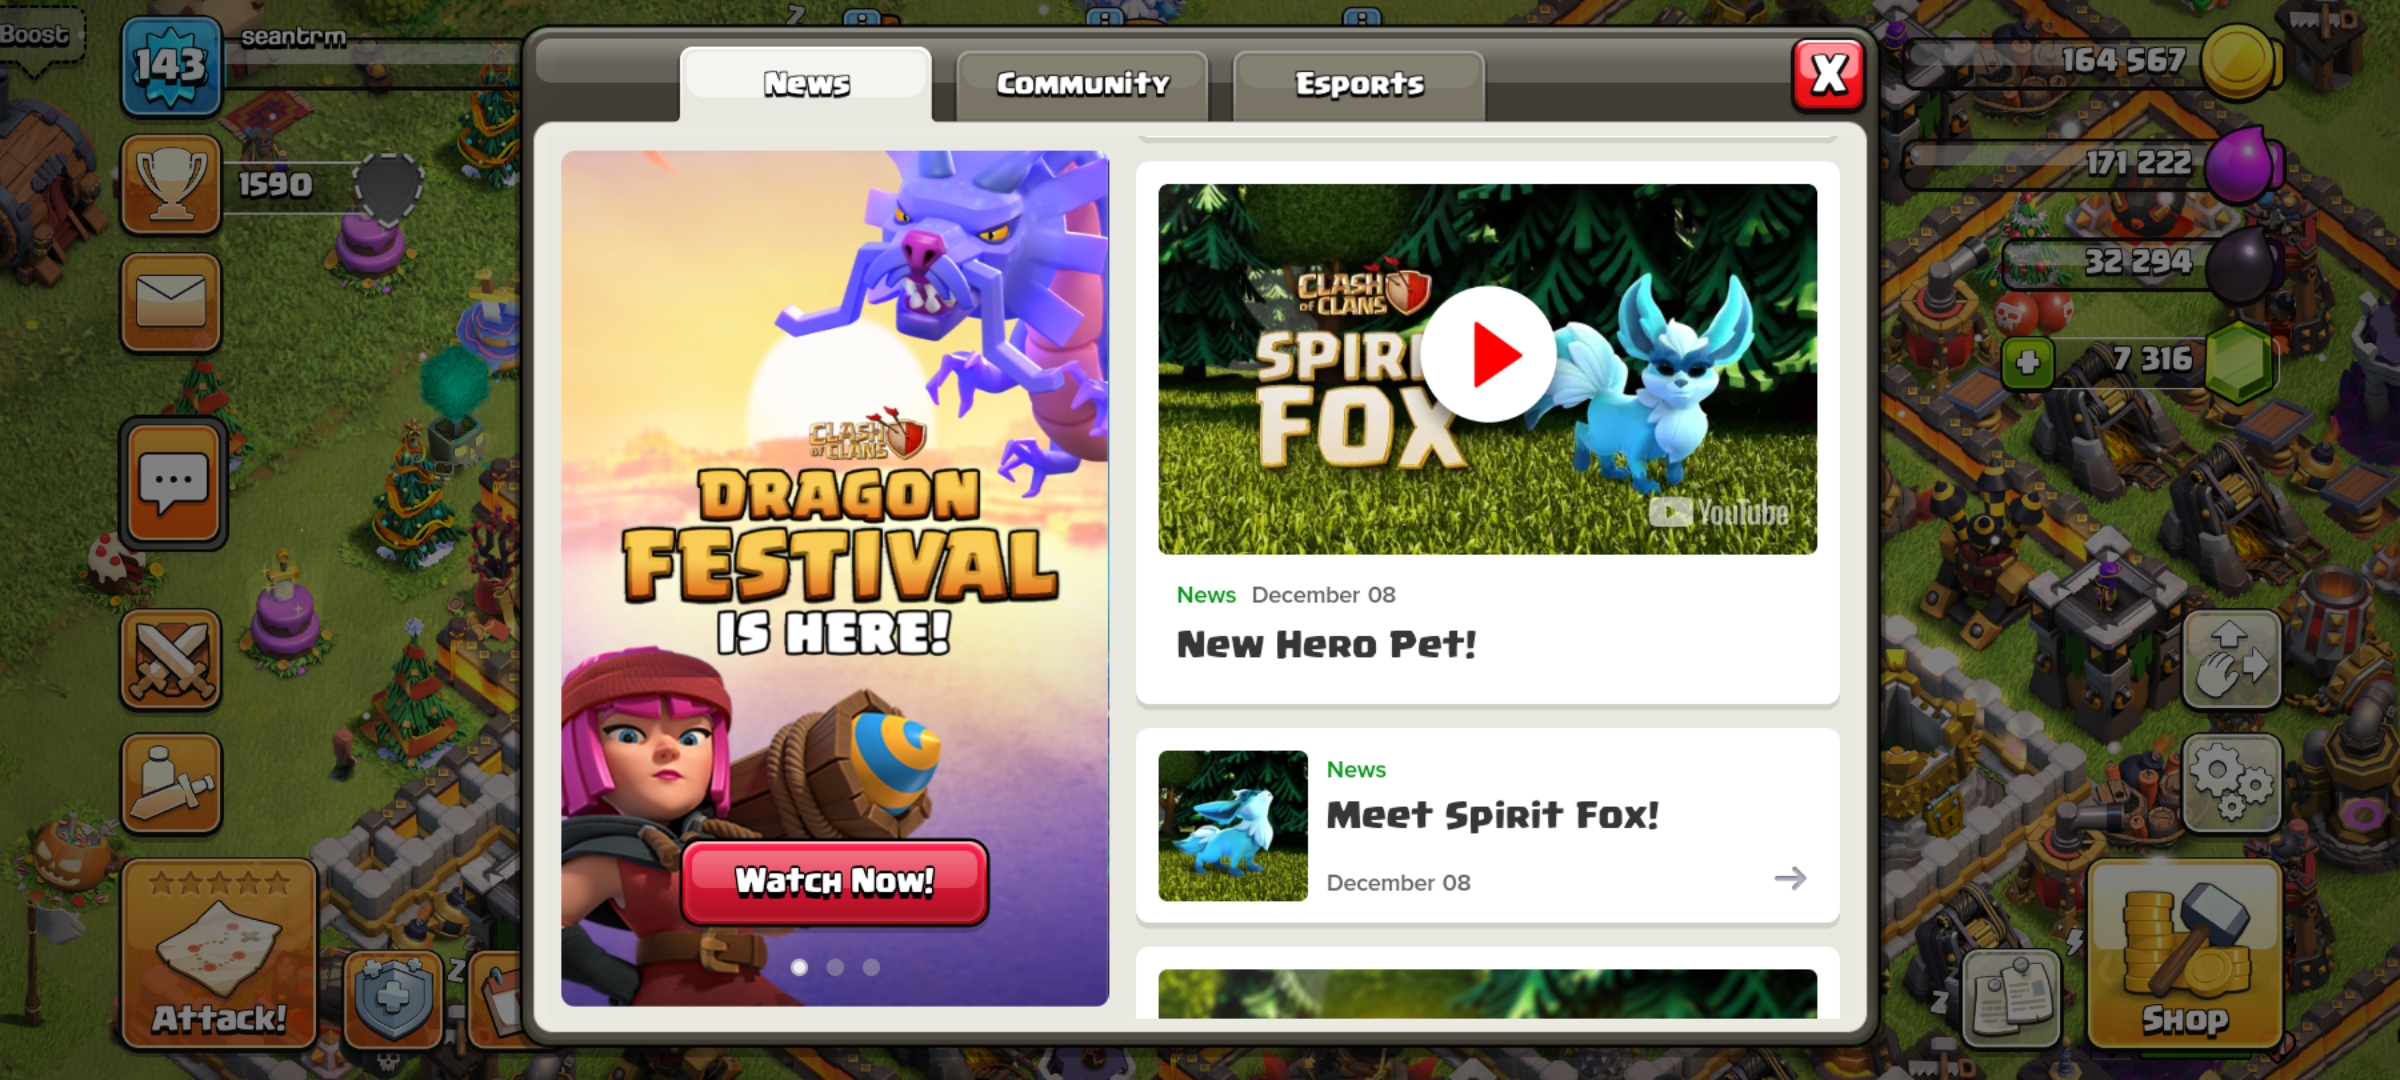 Boost
143
seantrm
1590
Attack!
News
Community
Esports
X
CLASH
OF CLANS
DRAGON
FESTIVAL
IS HERE!
Watch Now!
CLASH
OF CLANS
SPIRI
FOX
YouTube
News December 08
New Hero Pet!
News
Meet Spirit Fox!
December 08
164 567
171 222
32 294
7 316
Shop